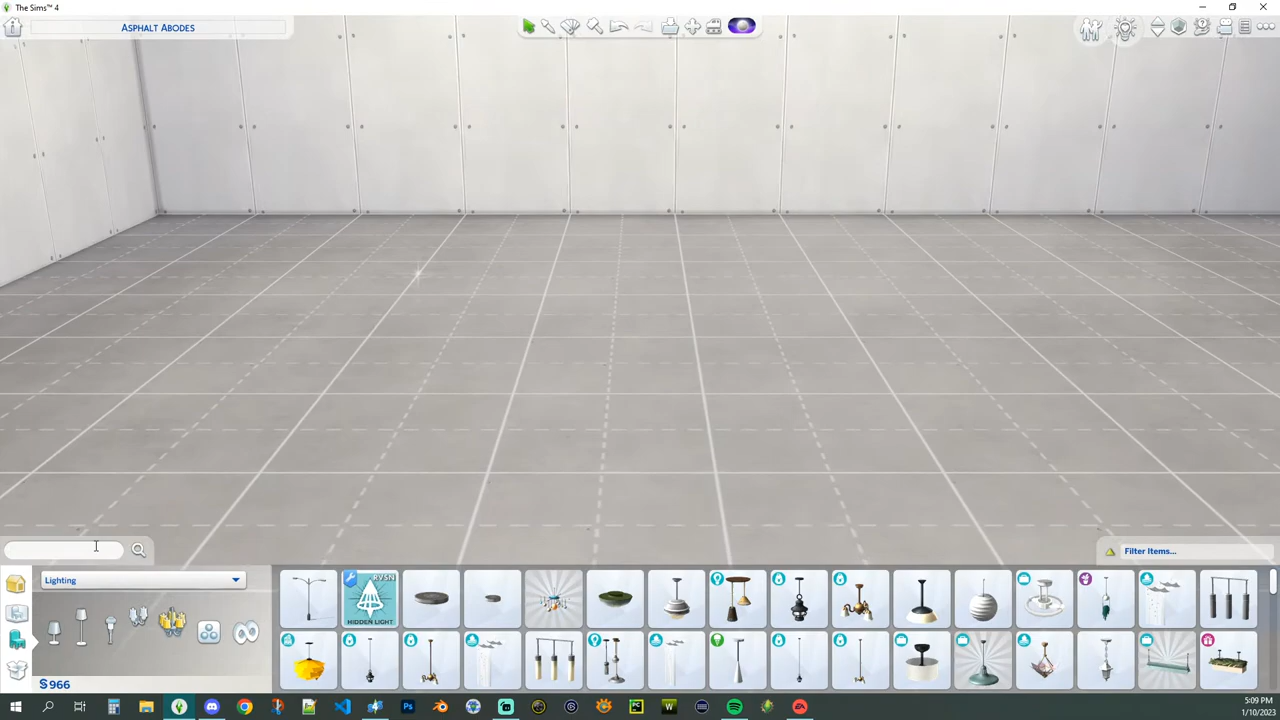 The Sims™ 4
ASPHALT ABODES
Filter Items...
Lighting
RVSN
HIDDEN LIGHT
§966
5:09 PM
1/10/2023